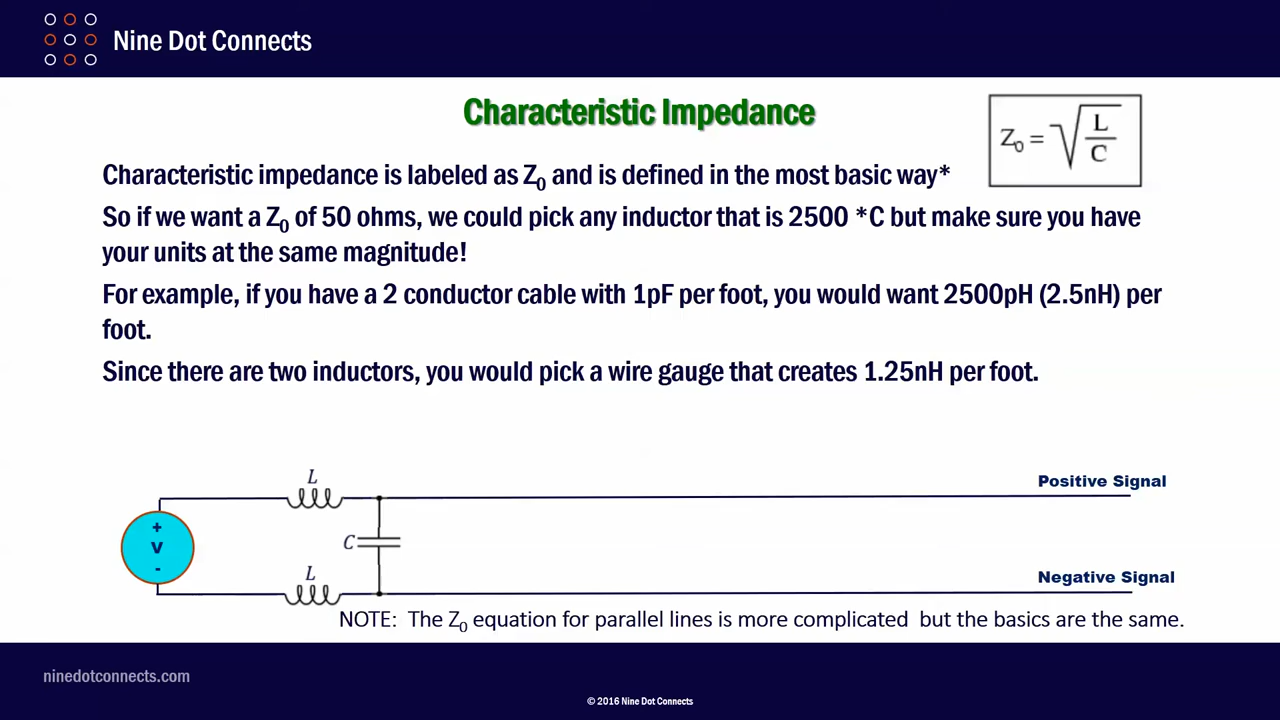 Nine Dot Connects
Characteristic Impedance
Z₀ = √(L/C)
Characteristic impedance is labeled as Z₀ and is defined in the most basic way*
So if we want a Z₀ of 50 ohms, we could pick any inductor that is 2500 *C but make sure you have
your units at the same magnitude!
For example, if you have a 2 conductor cable with 1pF per foot, you would want 2500pH (2.5nH) per
foot.
Since there are two inductors, you would pick a wire gauge that creates 1.25nH per foot.
L
Positive Signal
+
V
-
C
L
Negative Signal
NOTE: The Z₀ equation for parallel lines is more complicated but the basics are the same.
ninedotconnects.com
© 2016 Nine Dot Connects